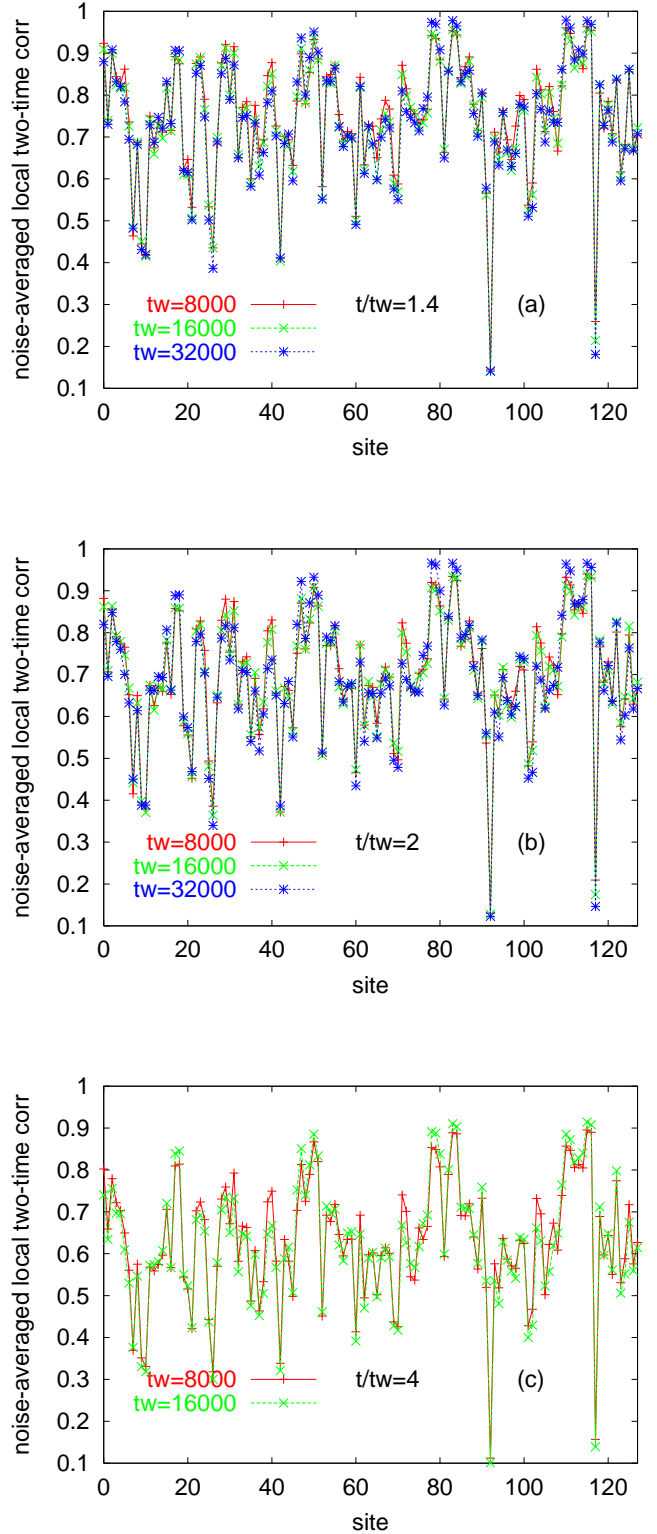 noise-averaged local two-time corr
1
0.9
0.8
0.7
0.6
0.5
0.4
0.3
0.2
0.1
tw=8000 t/tw=1.4 (a)
tw=16000
tw=32000
0 20 40 60 80 100 120
site
noise-averaged local two-time corr
1
0.9
0.8
0.7
0.6
0.5
0.4
0.3
0.2
0.1
tw=8000 t/tw=2 (b)
tw=16000
tw=32000
0 20 40 60 80 100 120
site
noise-averaged local two-time corr
1
0.9
0.8
0.7
0.6
0.5
0.4
0.3
0.2
0.1
tw=8000 t/tw=4 (c)
tw=16000
0 20 40 60 80 100 120
site